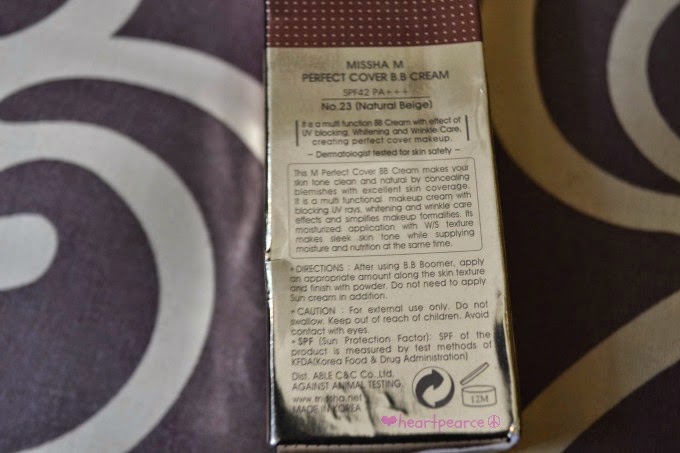 MISSHA M
PERFECT COVER B.B CREAM
SPF42 PA+++
No.23 (Natural Beige)
It is a multi function BB Cream with effect of
UV blocking, Whitening and Wrinkle Care,
creating perfect cover makeup.
- Dermatologist tested for skin safety -
This M Perfect Cover BB Cream makes your
skin tone clean and natural by concealing
blemishes with excellent skin coverage.
It is a multi functional makeup cream with
blocking UV rays, whitening and wrinkle care
effects and simplifies makeup formalities. Its
moisturized application with W/S texture
makes sleek skin tone while supplying
moisture and nutrition at the same time.
* DIRECTIONS : After using B.B Boomer, apply
an appropriate amount along the skin texture
and finish with powder. Do not need to apply
Sun cream in addition.
* CAUTION : For external use only. Do not
swallow. Keep out of reach of children. Avoid
contact with eyes.
* SPF (Sun Protection Factor): SPF of the
product is measured by test methods of
KFDA(Korea Food & Drug Administration)
Dist. ABLE C&C Co.,Ltd.
AGAINST ANIMAL TESTING.
www.missha.net
MADE IN KOREA
12M
heartpearce